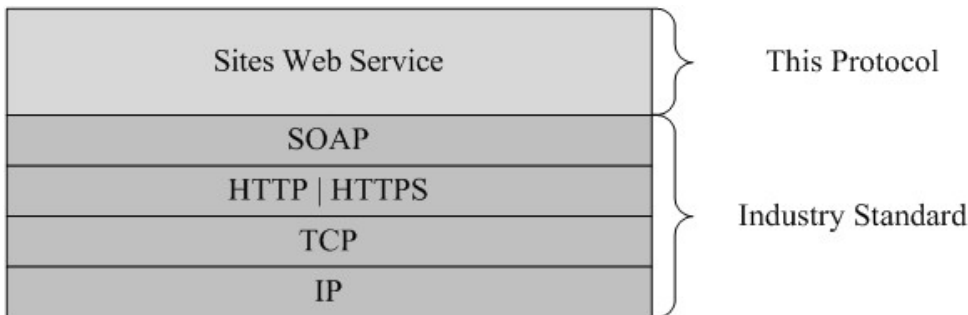 Sites Web Service
This Protocol
SOAP
HTTP | HTTPS
TCP
IP
Industry Standard